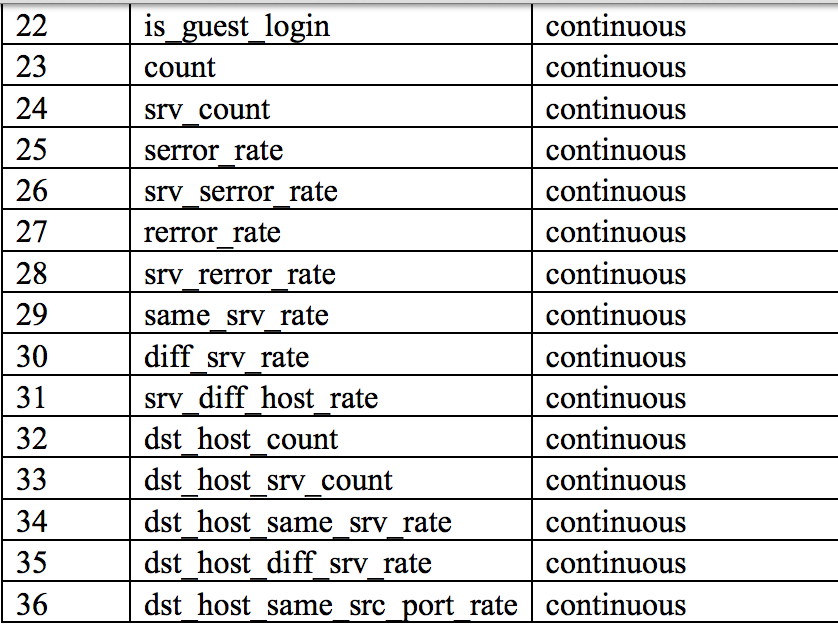 22 is_guest_login continuous
23 count continuous
24 srv_count continuous
25 serror_rate continuous
26 srv_serror_rate continuous
27 rerror_rate continuous
28 srv_rerror_rate continuous
29 same_srv_rate continuous
30 diff_srv_rate continuous
31 srv_diff_host_rate continuous
32 dst_host_count continuous
33 dst_host_srv_count continuous
34 dst_host_same_srv_rate continuous
35 dst_host_diff_srv_rate continuous
36 dst_host_same_src_port_rate continuous